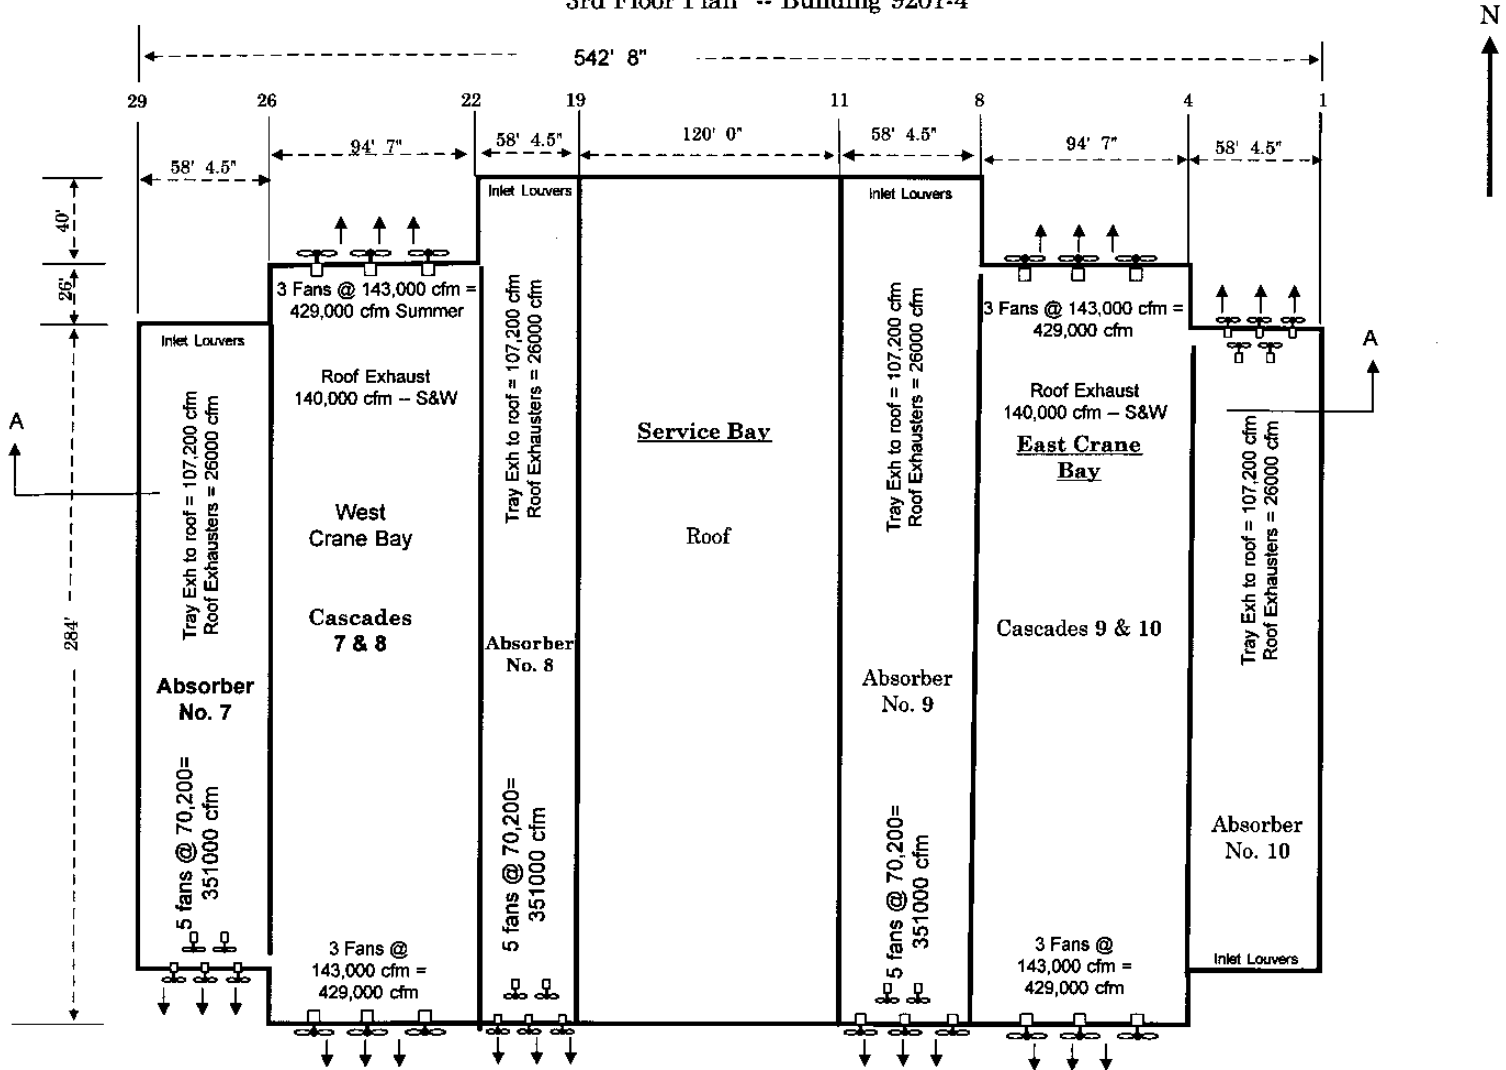 3rd Floor Plan -- Building 9201-4
N
542' 8"
29
26
22
19
11
8
4
1
58' 4.5"
94' 7"
58' 4.5"
120' 0"
58' 4.5"
94' 7"
58' 4.5"
40'
26'
284'
Inlet Louvers
Inlet Louvers
Inlet Louvers
3 Fans @ 143,000 cfm =
429,000 cfm Summer
3 Fans @ 143,000 cfm =
429,000 cfm
A
A
Roof Exhaust
140,000 cfm – S&W
Roof Exhaust
140,000 cfm – S&W
Tray Exh to roof = 107,200 cfm
Roof Exhausters = 26000 cfm
Tray Exh to roof = 107,200 cfm
Roof Exhausters = 26000 cfm
Tray Exh to roof = 107,200 cfm
Roof Exhausters = 26000 cfm
Tray Exh to roof = 107,200 cfm
Roof Exhausters = 26000 cfm
Service Bay
Roof
East Crane
Bay
West
Crane Bay
Cascades
7 & 8
Cascades 9 & 10
Absorber
No. 7
Absorber
No. 8
Absorber
No. 9
Absorber
No. 10
5 fans @ 70,200=
351000 cfm
5 fans @ 70,200=
351000 cfm
5 fans @ 70,200=
351000 cfm
3 Fans @
143,000 cfm =
429,000 cfm
3 Fans @
143,000 cfm =
429,000 cfm
Inlet Louvers